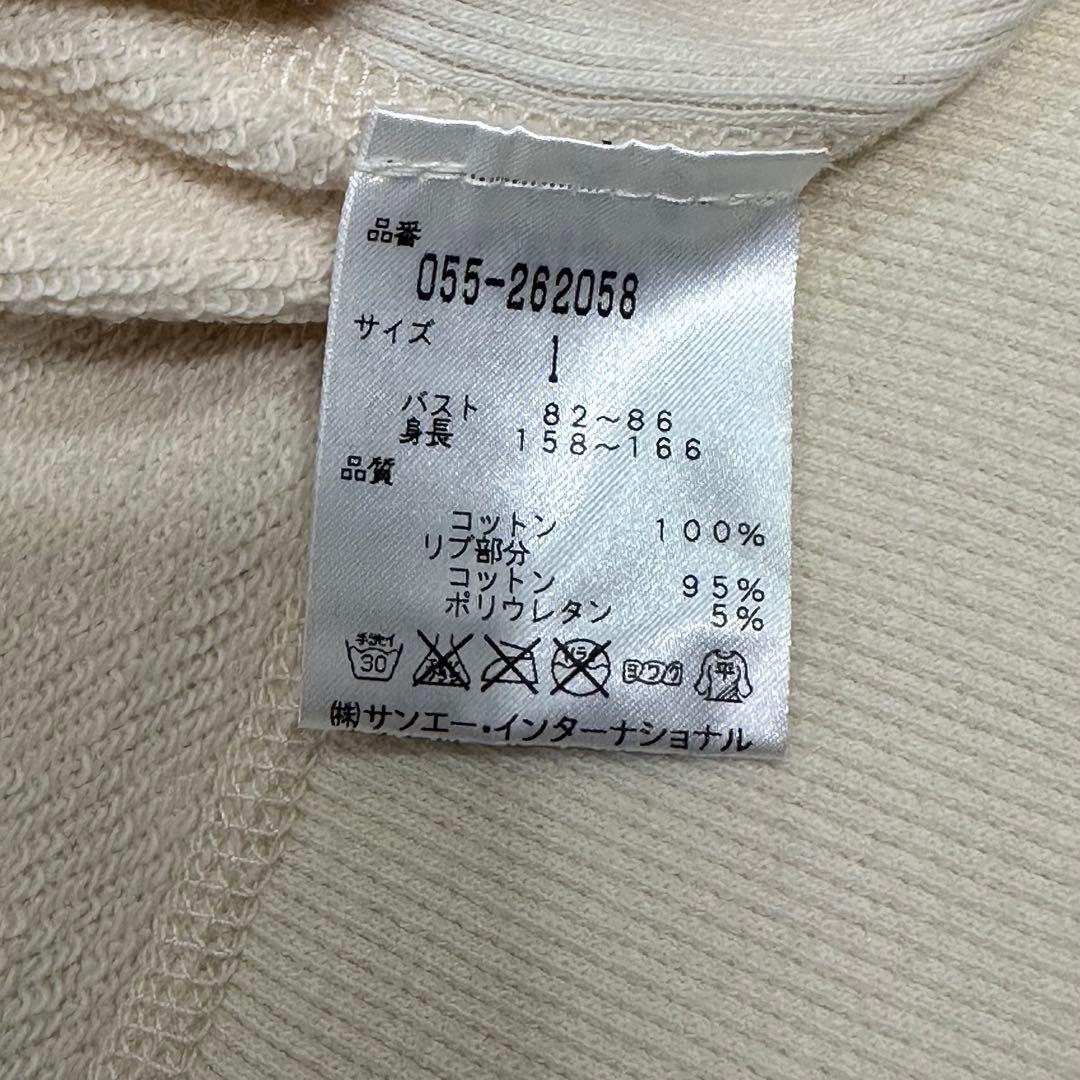 品番
055-262058
サイズ
1
バスト 82~86
身長 158~166
品質
コットン 100%
リブ部分
コットン 95%
ポリウレタン 5%
手洗イ 30 ヨワク 平
㈱サンエー・インターナショナル